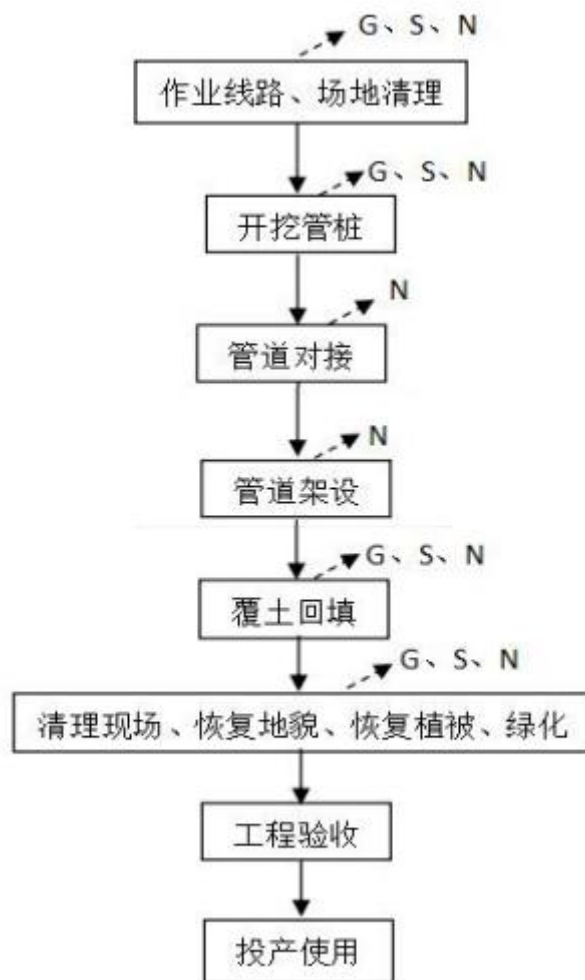 G、S、N
作业线路、场地清理
G、S、N
开挖管桩
N
管道对接
N
管道架设
G、S、N
覆土回填
G、S、N
清理现场、恢复地貌、恢复植被、绿化
工程验收
投产使用